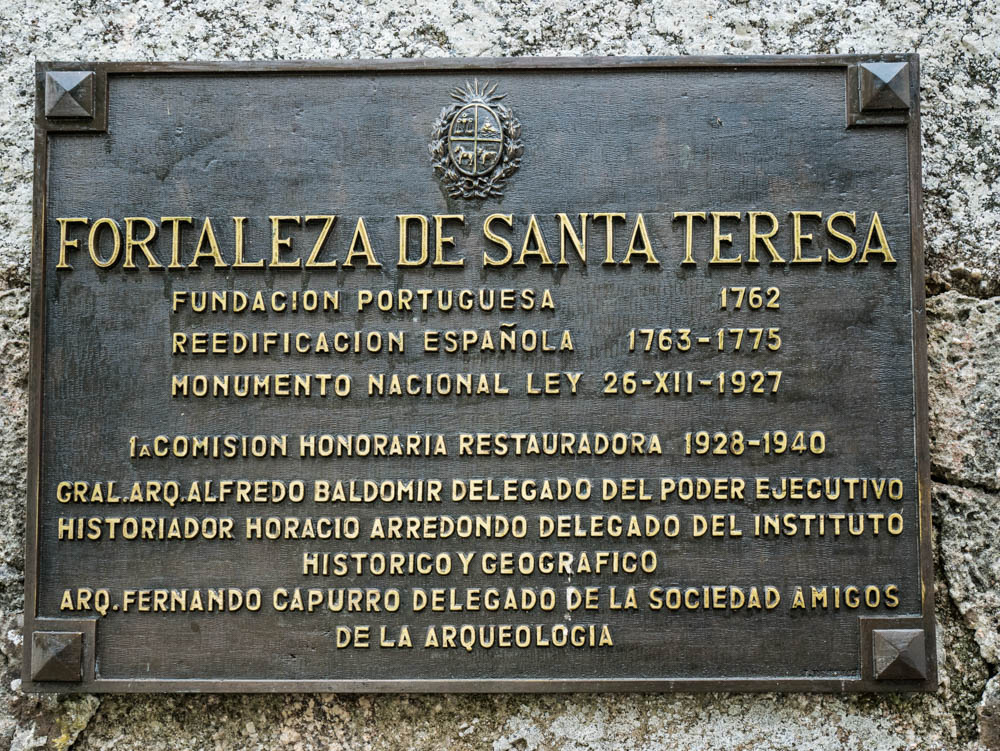 FORTALEZA DE SANTA TERESA
FUNDACION PORTUGUESA 1762
REEDIFICACION ESPAÑOLA 1763-1775
MONUMENTO NACIONAL LEY 26-XII-1927
1A COMISION HONORARIA RESTAURADORA 1928-1940
GRAL.ARQ.ALFREDO BALDOMIR DELEGADO DEL PODER EJECUTIVO
HISTORIADOR HORACIO ARREDONDO DELEGADO DEL INSTITUTO
HISTORICO Y GEOGRAFICO
ARQ.FERNANDO CAPURRO DELEGADO DE LA SOCIEDAD AMIGOS
DE LA ARQUEOLOGIA